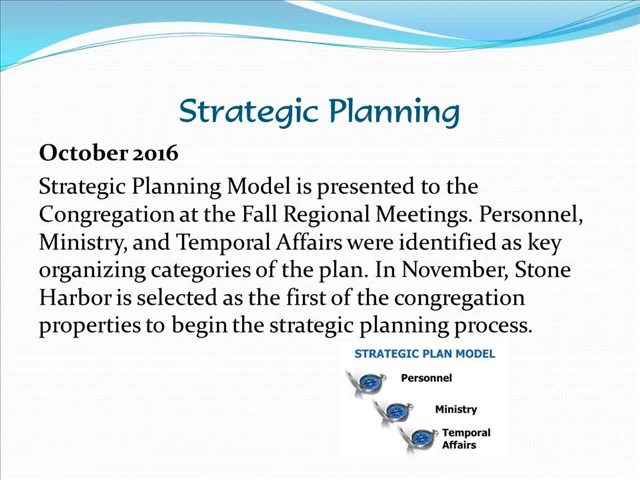 Strategic Planning
October 2016
Strategic Planning Model is presented to the
Congregation at the Fall Regional Meetings. Personnel,
Ministry, and Temporal Affairs were identified as key
organizing categories of the plan. In November, Stone
Harbor is selected as the first of the congregation
properties to begin the strategic planning process.
STRATEGIC PLAN MODEL
Personnel
Ministry
Temporal
Affairs